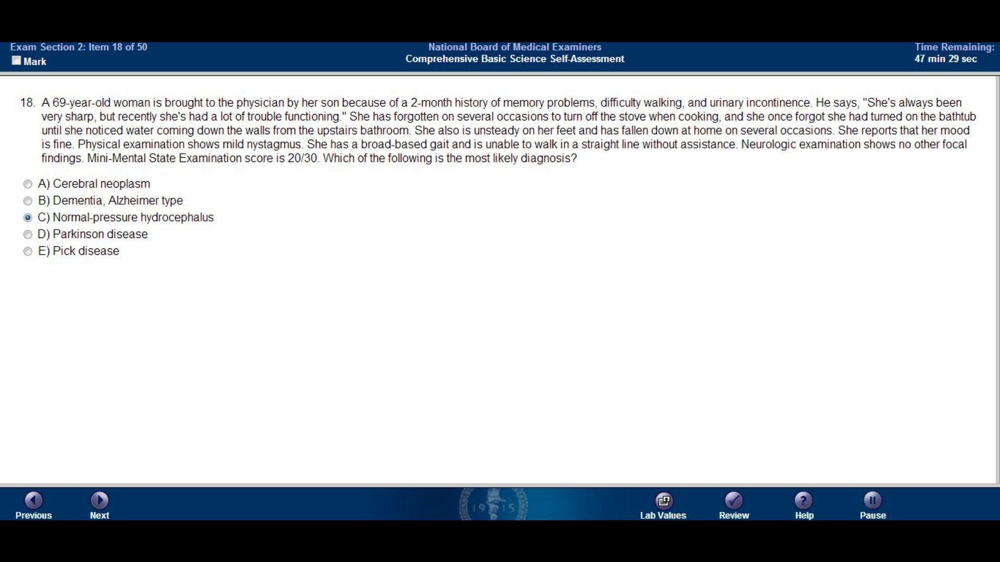 Exam Section 2: Item 18 of 50
National Board of Medical Examiners
Time Remaining:
Mark
Comprehensive Basic Science Self-Assessment
47 min 29 sec
18. A 69-year-old woman is brought to the physician by her son because of a 2-month history of memory problems, difficulty walking, and urinary incontinence. He says, "She's always been
very sharp, but recently she's had a lot of trouble functioning." She has forgotten on several occasions to turn off the stove when cooking, and she once forgot she had turned on the bathtub
until she noticed water coming down the walls from the upstairs bathroom. She also is unsteady on her feet and has fallen down at home on several occasions. She reports that her mood
is fine. Physical examination shows mild nystagmus. She has a broad-based gait and is unable to walk in a straight line without assistance. Neurologic examination shows no other focal
findings. Mini-Mental State Examination score is 20/30. Which of the following is the most likely diagnosis?
A) Cerebral neoplasm
B) Dementia, Alzheimer type
C) Normal-pressure hydrocephalus
D) Parkinson disease
E) Pick disease
1915
Previous
Next
Lab Values
Review
Help
Pause